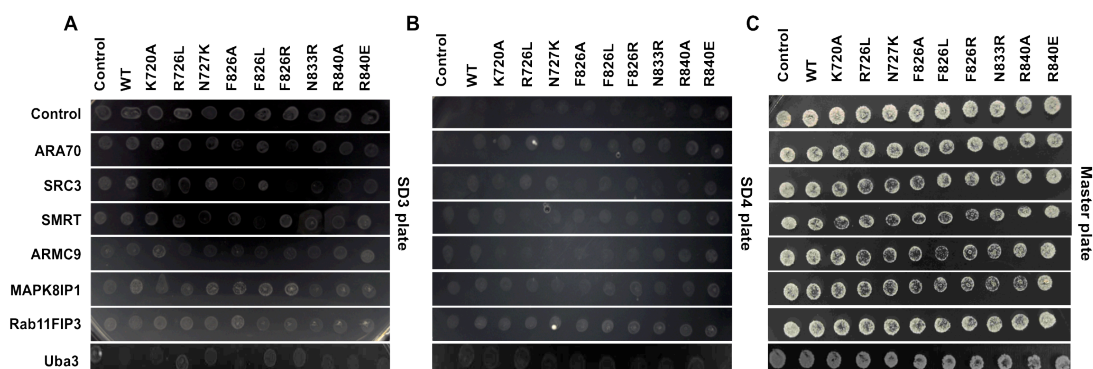 A
B
C
Control WT K720A R726L N727K F826A F826L F826R N833R R840A R840E
Control WT K720A R726L N727K F826A F826L F826R N833R R840A R840E
Control WT K720A R726L N727K F826A F826L F826R N833R R840A R840E
Control
ARA70
SRC3
SMRT
ARMC9
MAPK8IP1
Rab11FIP3
Uba3
SD3 plate
SD4 plate
Master plate